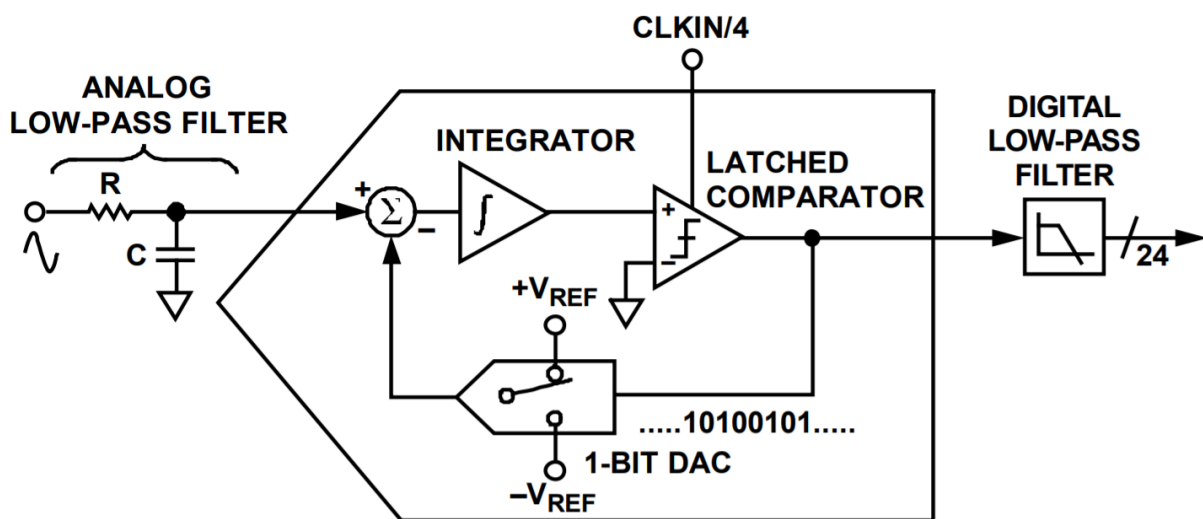 CLKIN/4
ANALOG
LOW-PASS FILTER
R
C
+
Σ
−
INTEGRATOR
∫
LATCHED
COMPARATOR
+
−
DIGITAL
LOW-PASS
FILTER
24
+VREF
.....10100101.....
1-BIT DAC
−VREF